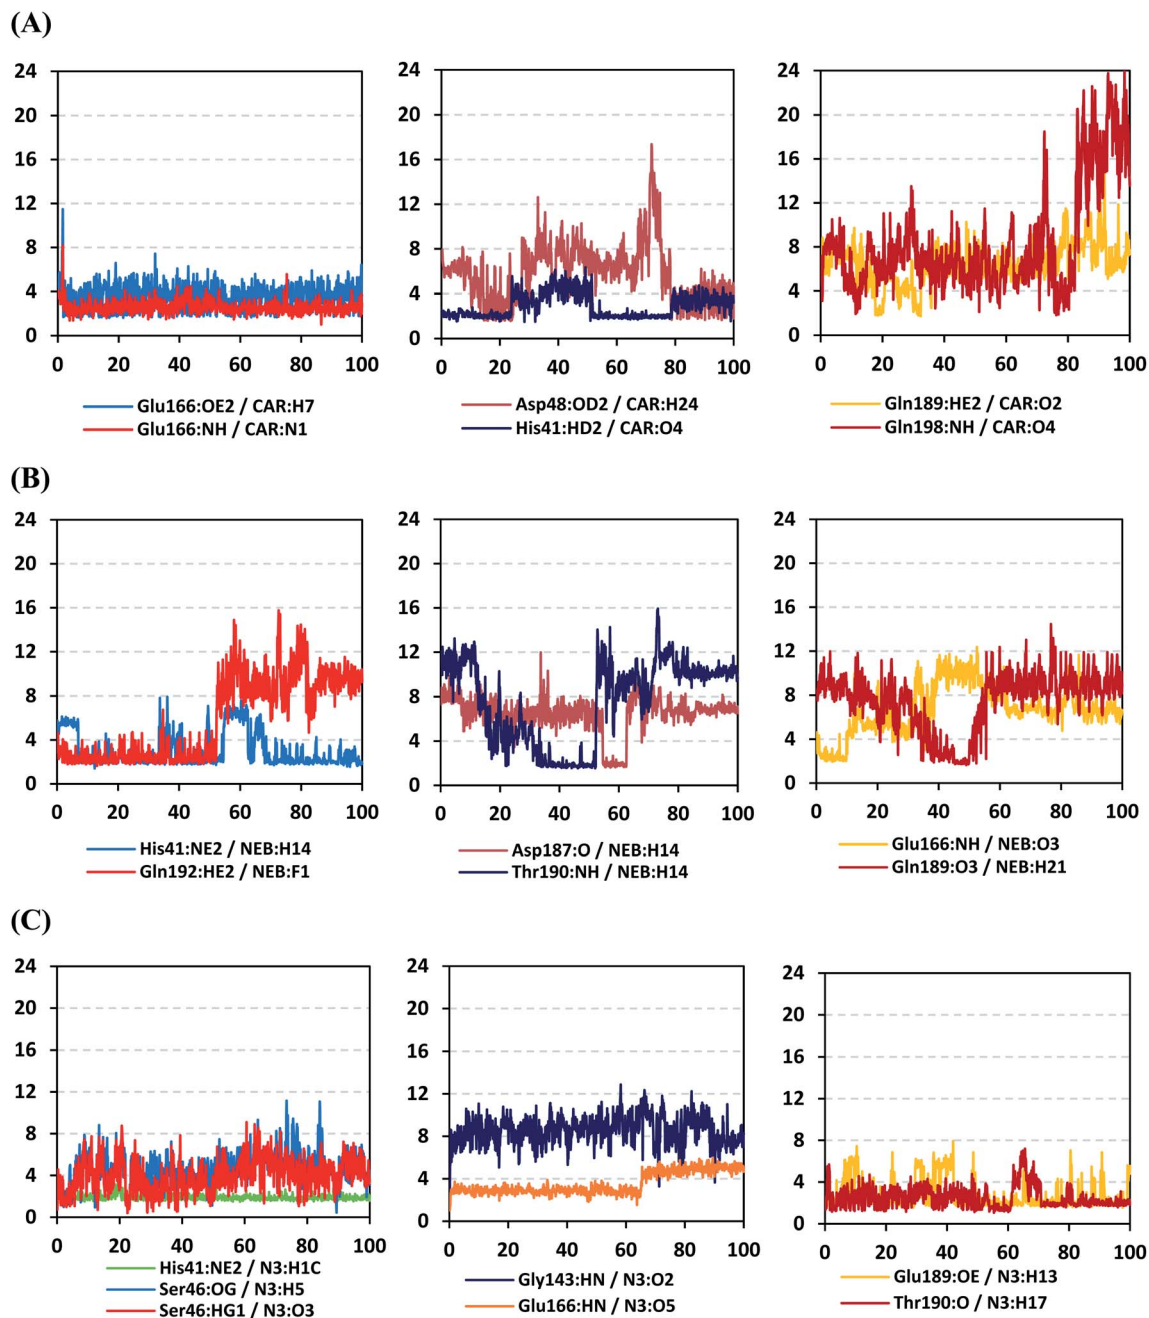 (A)
24
20
16
12
8
4
0
0 20 40 60 80 100
Glu166:OE2 / CAR:H7
Glu166:NH / CAR:N1
24
20
16
12
8
4
0
0 20 40 60 80 100
Asp48:OD2 / CAR:H24
His41:HD2 / CAR:O4
24
20
16
12
8
4
0
0 20 40 60 80 100
Gln189:HE2 / CAR:O2
Gln198:NH / CAR:O4
(B)
24
20
16
12
8
4
0
0 20 40 60 80 100
His41:NE2 / NEB:H14
Gln192:HE2 / NEB:F1
24
20
16
12
8
4
0
0 20 40 60 80 100
Asp187:O / NEB:H14
Thr190:NH / NEB:H14
24
20
16
12
8
4
0
0 20 40 60 80 100
Glu166:NH / NEB:O3
Gln189:O3 / NEB:H21
(C)
24
20
16
12
8
4
0
0 20 40 60 80 100
His41:NE2 / N3:H1C
Ser46:OG / N3:H5
Ser46:HG1 / N3:O3
24
20
16
12
8
4
0
0 20 40 60 80 100
Gly143:HN / N3:O2
Glu166:HN / N3:O5
24
20
16
12
8
4
0
0 20 40 60 80 100
Glu189:OE / N3:H13
Thr190:O / N3:H17